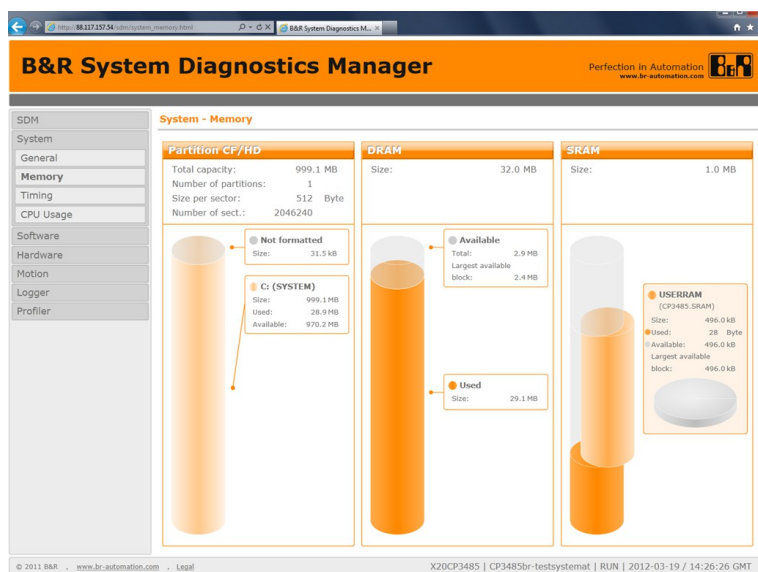 http://88.117.157.54/sdm/system_memory.html
B&R System Diagnostics M...
B&R System Diagnostics Manager
Perfection in Automation
www.br-automation.com
B&R
SDM
System
General
Memory
Timing
CPU Usage
Software
Hardware
Motion
Logger
Profiler
System - Memory
Partition CF/HD
Total capacity: 999.1 MB
Number of partitions: 1
Size per sector: 512 Byte
Number of sect.: 2046240
Not formatted
Size: 31.5 kB
C: (SYSTEM)
Size: 999.1 MB
Used: 28.9 MB
Available: 970.2 MB
DRAM
Size: 32.0 MB
Available
Total: 2.9 MB
Largest available
block: 2.4 MB
Used
Size: 29.1 MB
SRAM
Size: 1.0 MB
USERRAM
(CP3485.SRAM)
Size: 496.0 kB
Used: 28 Byte
Available: 496.0 kB
Largest available
block: 496.0 kB
© 2011 B&R , www.br-automation.com , Legal
X20CP3485 | CP3485br-testsystemat | RUN | 2012-03-19 / 14:26:26 GMT